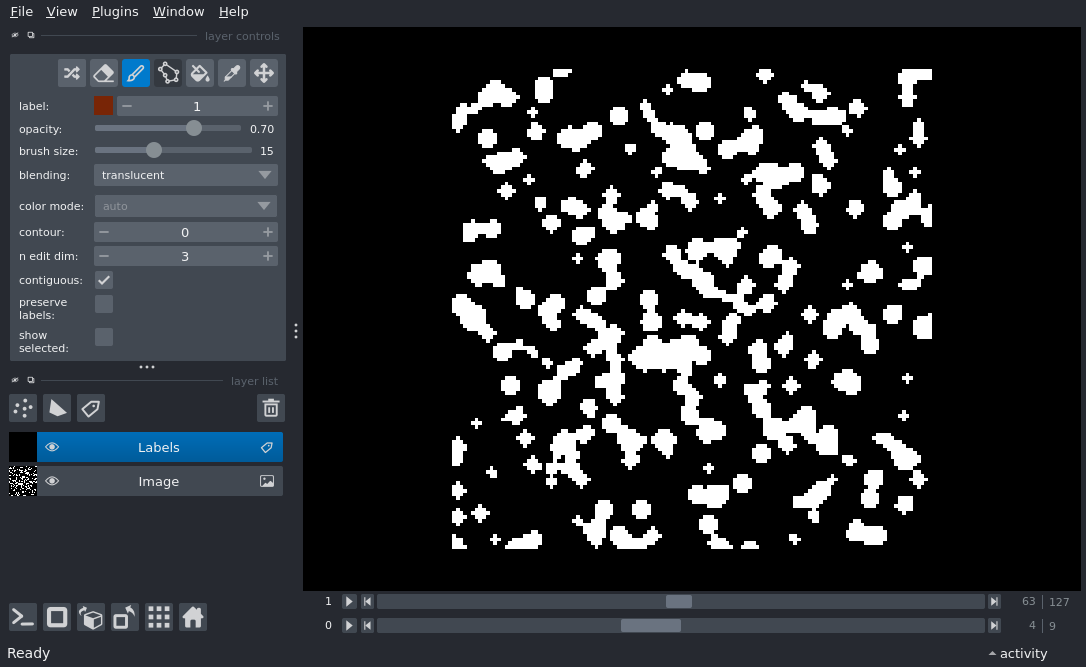 File View Plugins Window Help
layer controls
label: 1
opacity: 0.70
brush size: 15
blending: translucent
color mode: auto
contour: 0
n edit dim: 3
contiguous:
preserve
labels:
show
selected:
layer list
Labels
Image
1 63 127
0 4 9
Ready activity